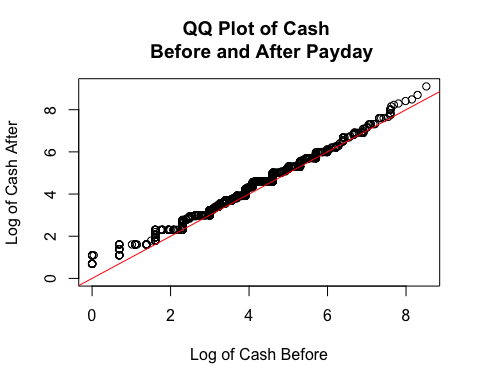 QQ Plot of Cash
Before and After Payday
Log of Cash After
8
6
4
2
0
0 2 4 6 8
Log of Cash Before